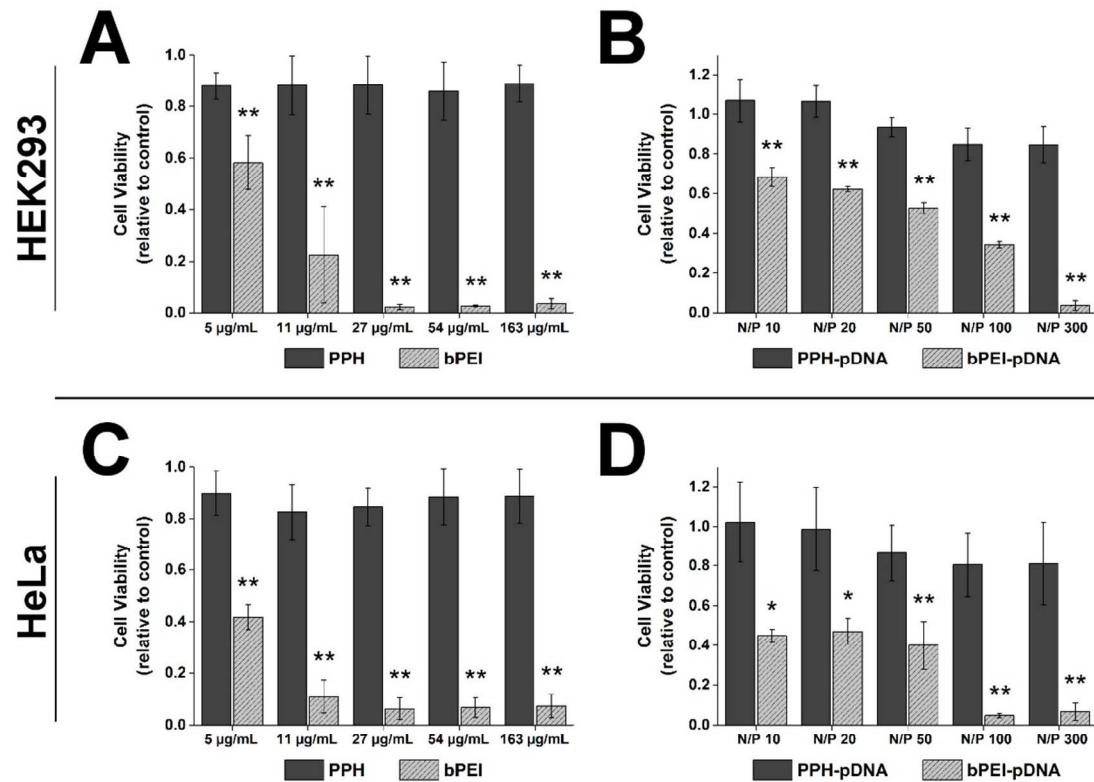 HEK293
A
Cell Viability
(relative to control)
1.0
0.8
0.6
0.4
0.2
0.0
** ** ** ** **
5 µg/mL 11 µg/mL 27 µg/mL 54 µg/mL 163 µg/mL
PPH bPEI
B
Cell Viability
(relative to control)
1.2
1.0
0.8
0.6
0.4
0.2
0.0
** ** ** ** **
N/P 10 N/P 20 N/P 50 N/P 100 N/P 300
PPH-pDNA bPEI-pDNA
HeLa
C
Cell Viability
(relative to control)
1.0
0.8
0.6
0.4
0.2
0.0
** ** ** ** **
5 µg/mL 11 µg/mL 27 µg/mL 54 µg/mL 163 µg/mL
PPH bPEI
D
Cell Viability
(relative to control)
1.2
1.0
0.8
0.6
0.4
0.2
0.0
* * ** ** **
N/P 10 N/P 20 N/P 50 N/P 100 N/P 300
PPH-pDNA bPEI-pDNA